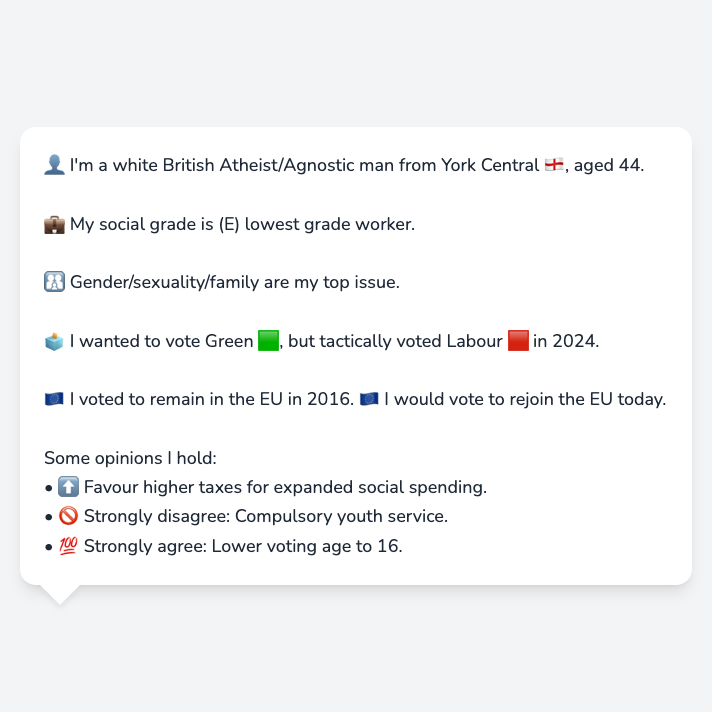 👤 I'm a white British Atheist/Agnostic man from York Central 🏴󠁧󠁢󠁥󠁮󠁧󠁿, aged 44.
💼 My social grade is (E) lowest grade worker.
🚻 Gender/sexuality/family are my top issue.
🗳️ I wanted to vote Green 🟩, but tactically voted Labour 🟥 in 2024.
🇪🇺 I voted to remain in the EU in 2016. 🇪🇺 I would vote to rejoin the EU today.
Some opinions I hold:
• ⬆️ Favour higher taxes for expanded social spending.
• 🚫 Strongly disagree: Compulsory youth service.
• 💯 Strongly agree: Lower voting age to 16.